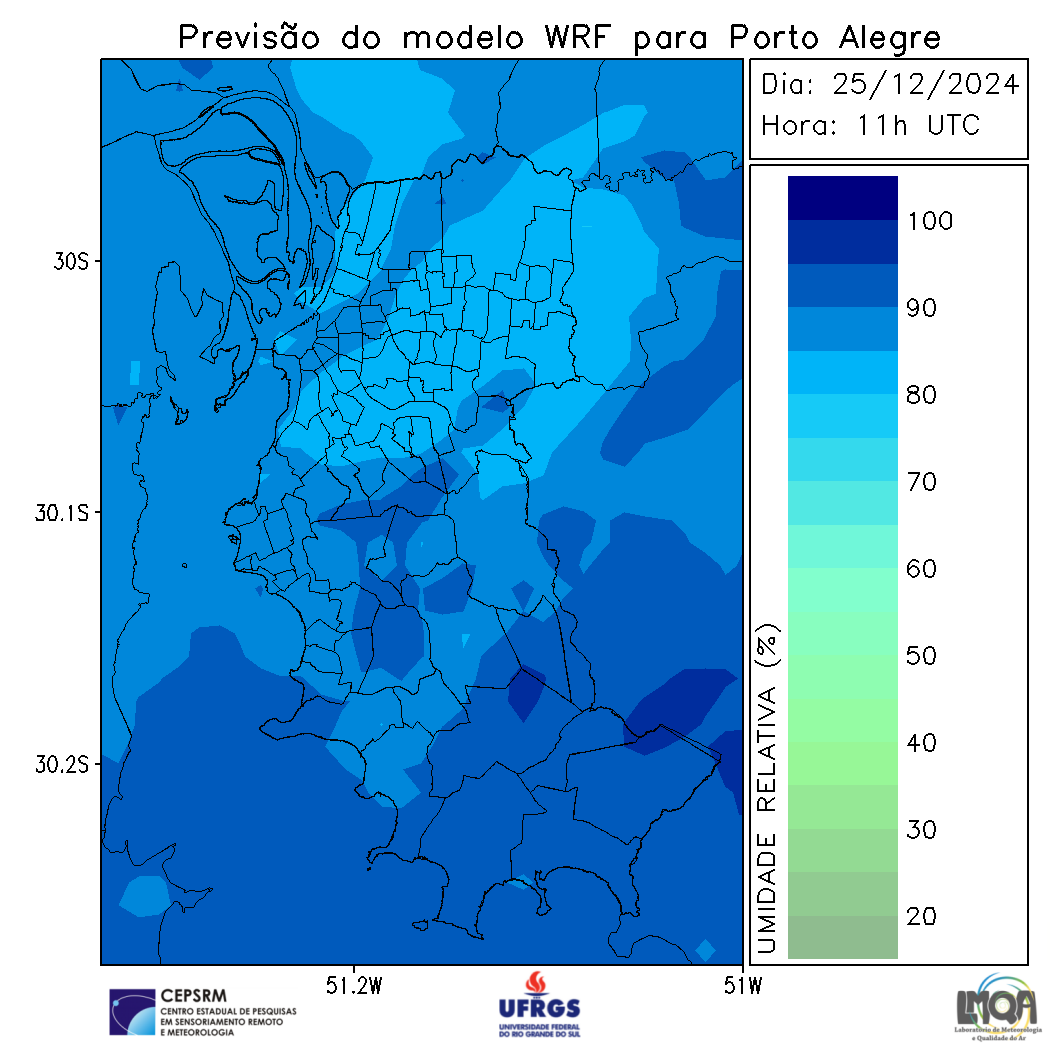 Previsão do modelo WRF para Porto Alegre
Dia: 25/12/2024
Hora: 11h UTC
30S
30.1S
30.2S
51.2W
51W
100
90
80
70
60
50
40
30
20
UMIDADE RELATIVA (%)
CEPSRM
CENTRO ESTADUAL DE PESQUISAS
EM SENSORIAMENTO REMOTO
E METEOROLOGIA
UFRGS
UNIVERSIDADE FEDERAL
DO RIO GRANDE DO SUL
LMQA
Laboratório de Meteorologia
e Qualidade do Ar